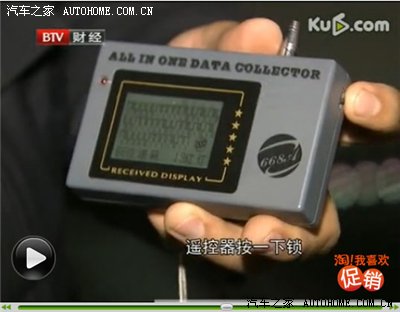 汽车之家 AUTOHOME.COM.CN
BTV 财经
Ku6.com
ALL IN ONE DATA COLLECTOR
668A
RECEIVED DISPLAY
遥控器按一下锁
淘!我喜欢
促销
汽车之家 AUTOHOME.COM.CN